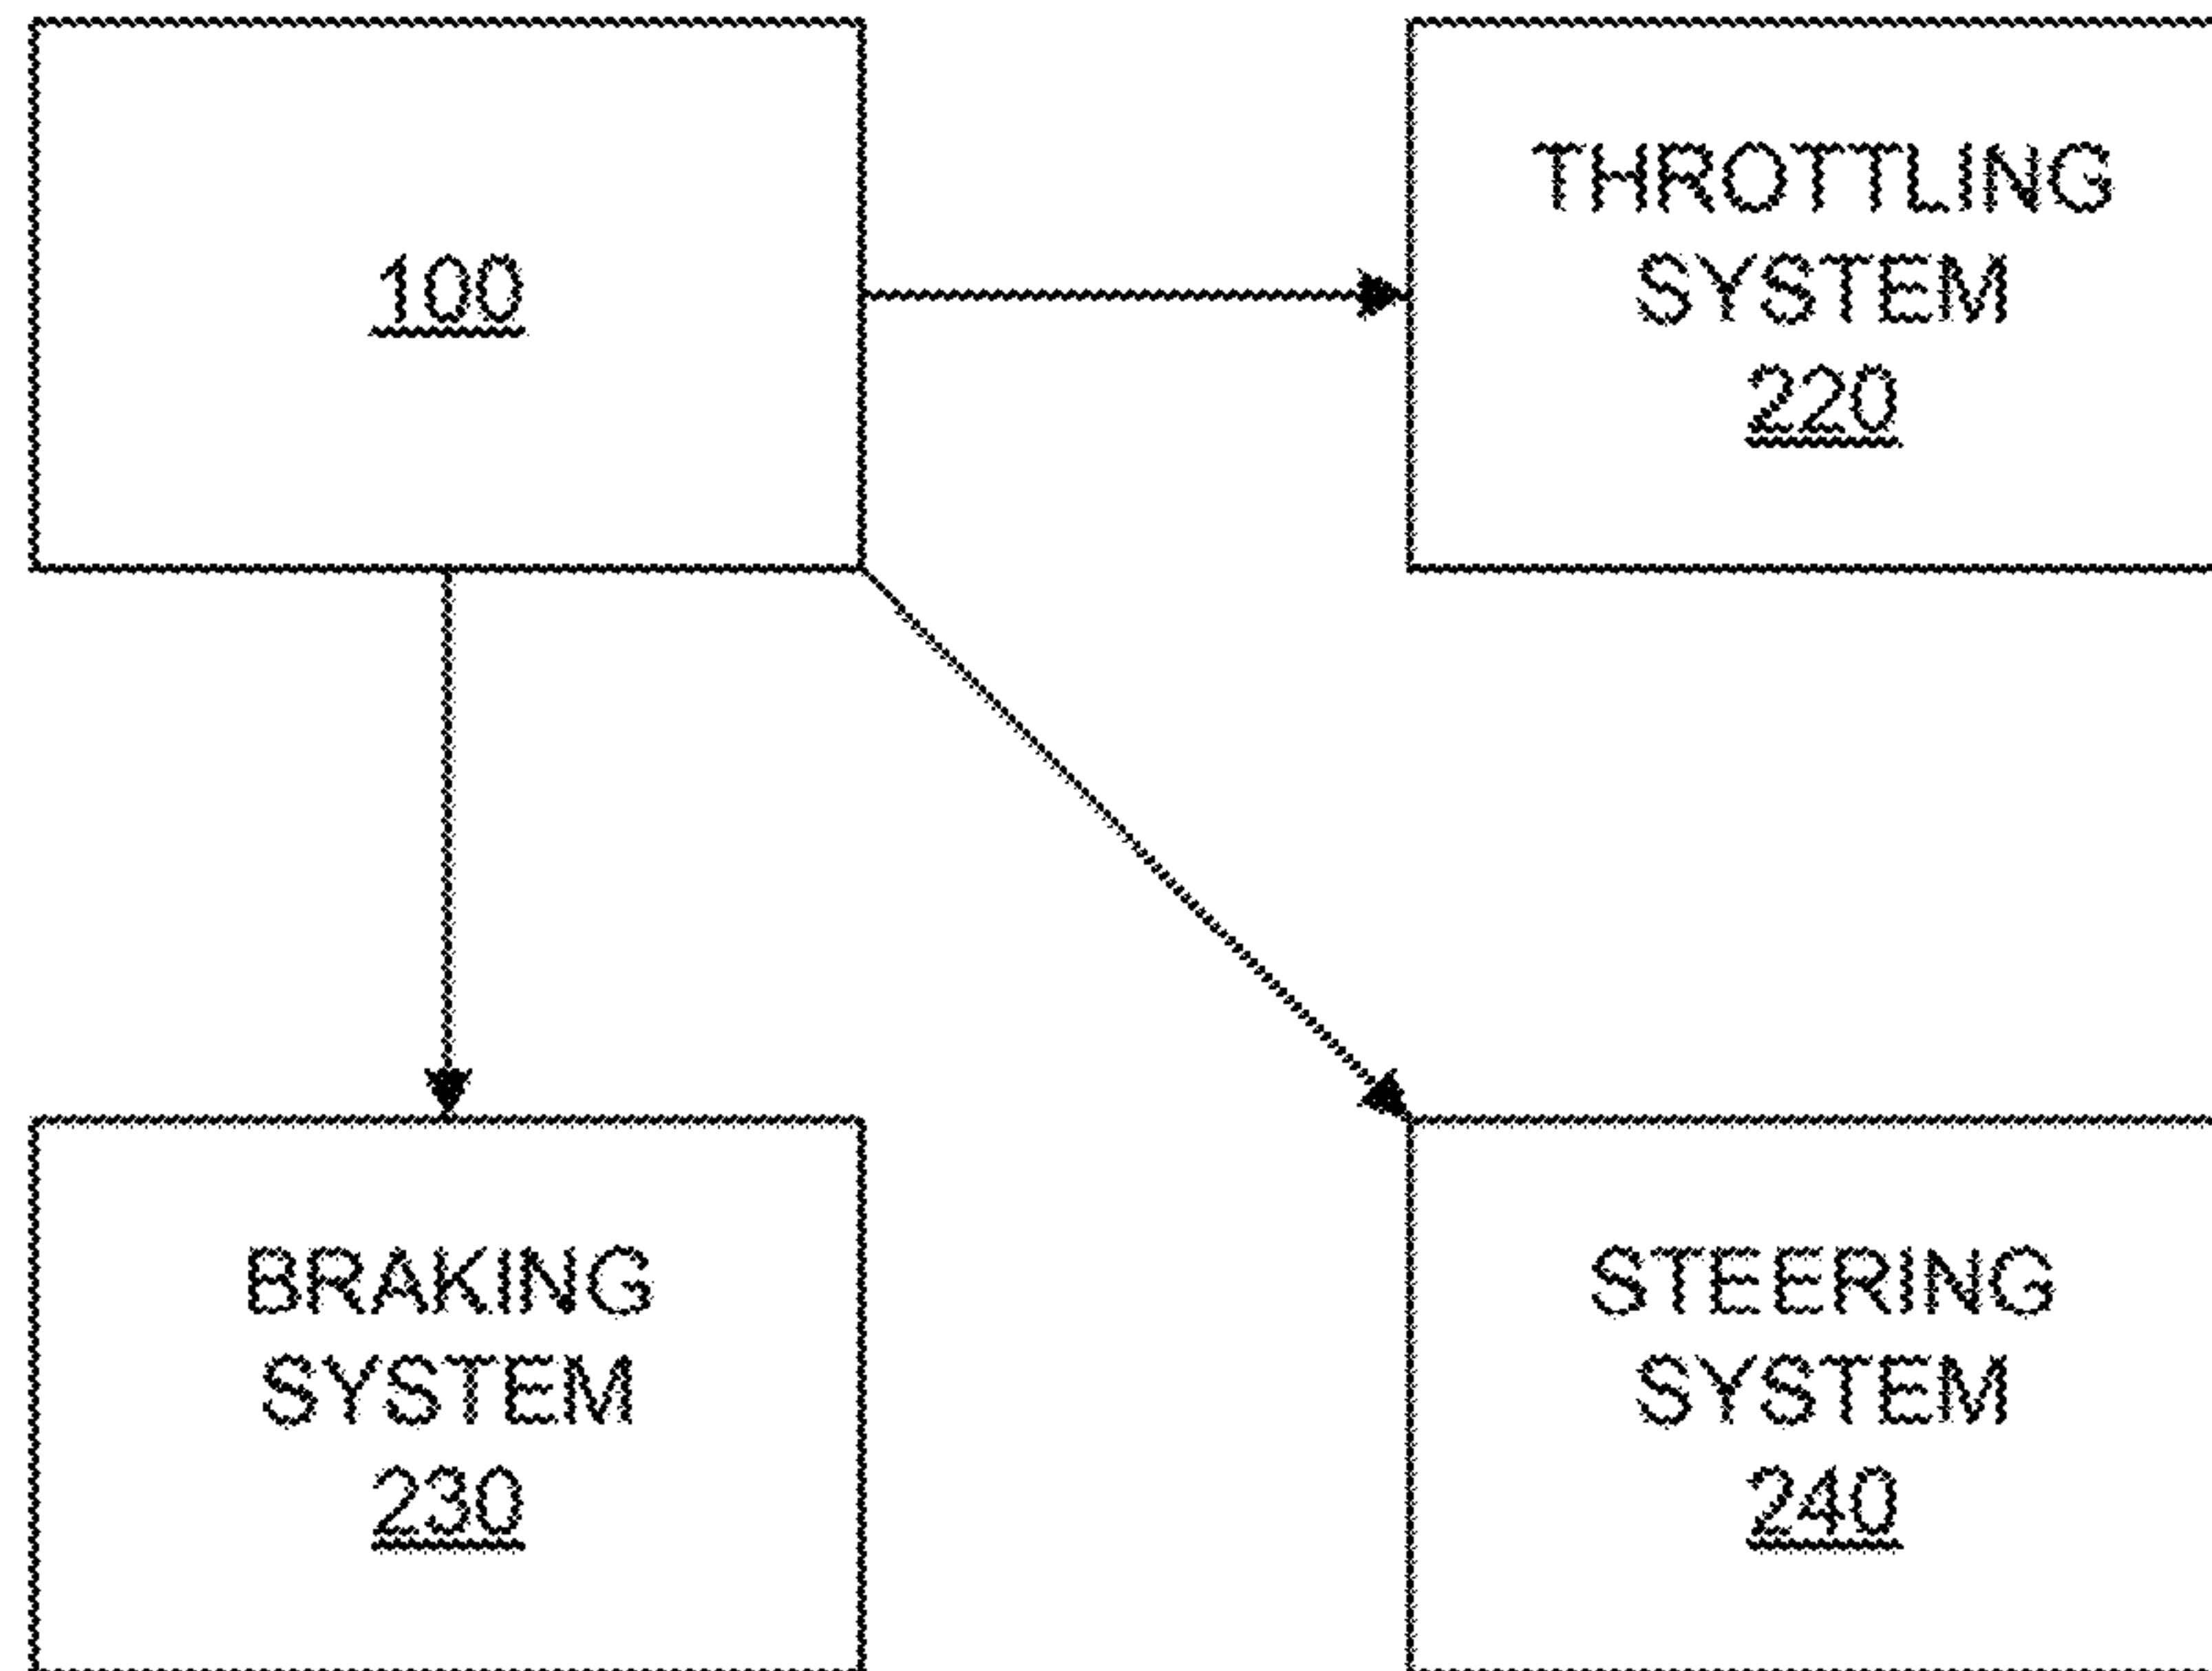 100
THROTTLING
SYSTEM
220
BRAKING
SYSTEM
230
STEERING
SYSTEM
240